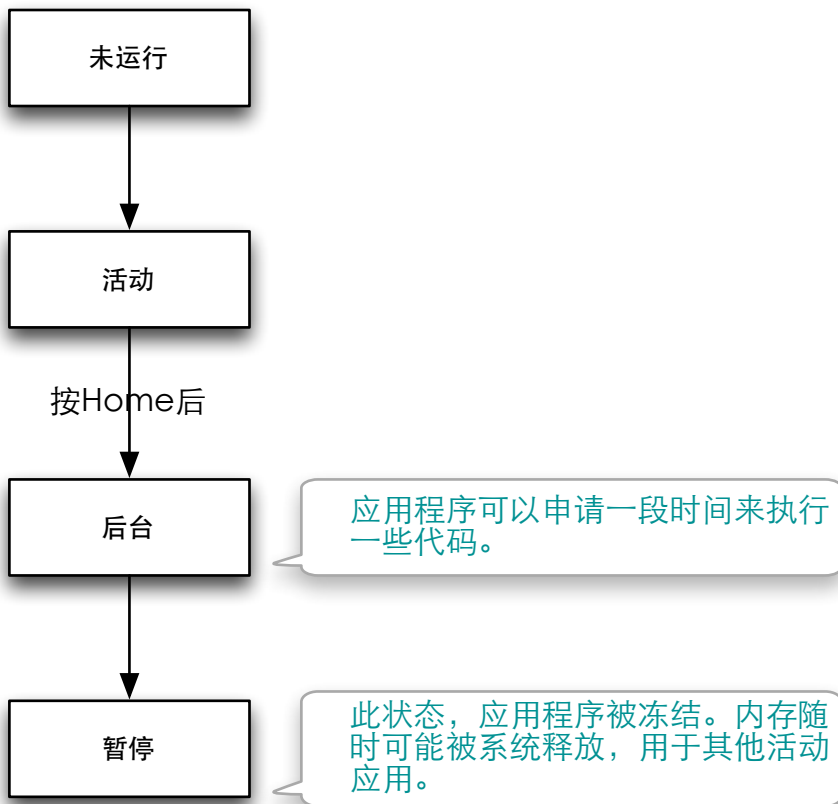 未运行
活动
按Home后
后台
应用程序可以申请一段时间来执行
一些代码。
暂停
此状态，应用程序被冻结。内存随
时可能被系统释放，用于其他活动
应用。